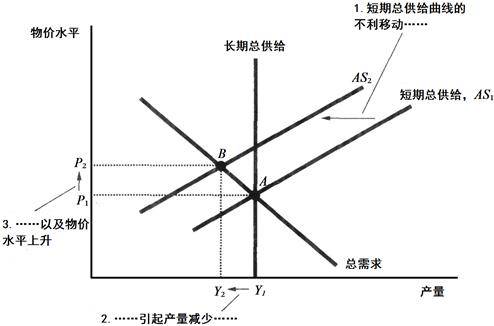 1. 短期总供给曲线的
不利移动……
物价水平
长期总供给
AS2
短期总供给，AS1
B
P2
A
P1
3. ……以及物价
水平上升
总需求
Y2
Y1
产量
2. ……引起产量减少……